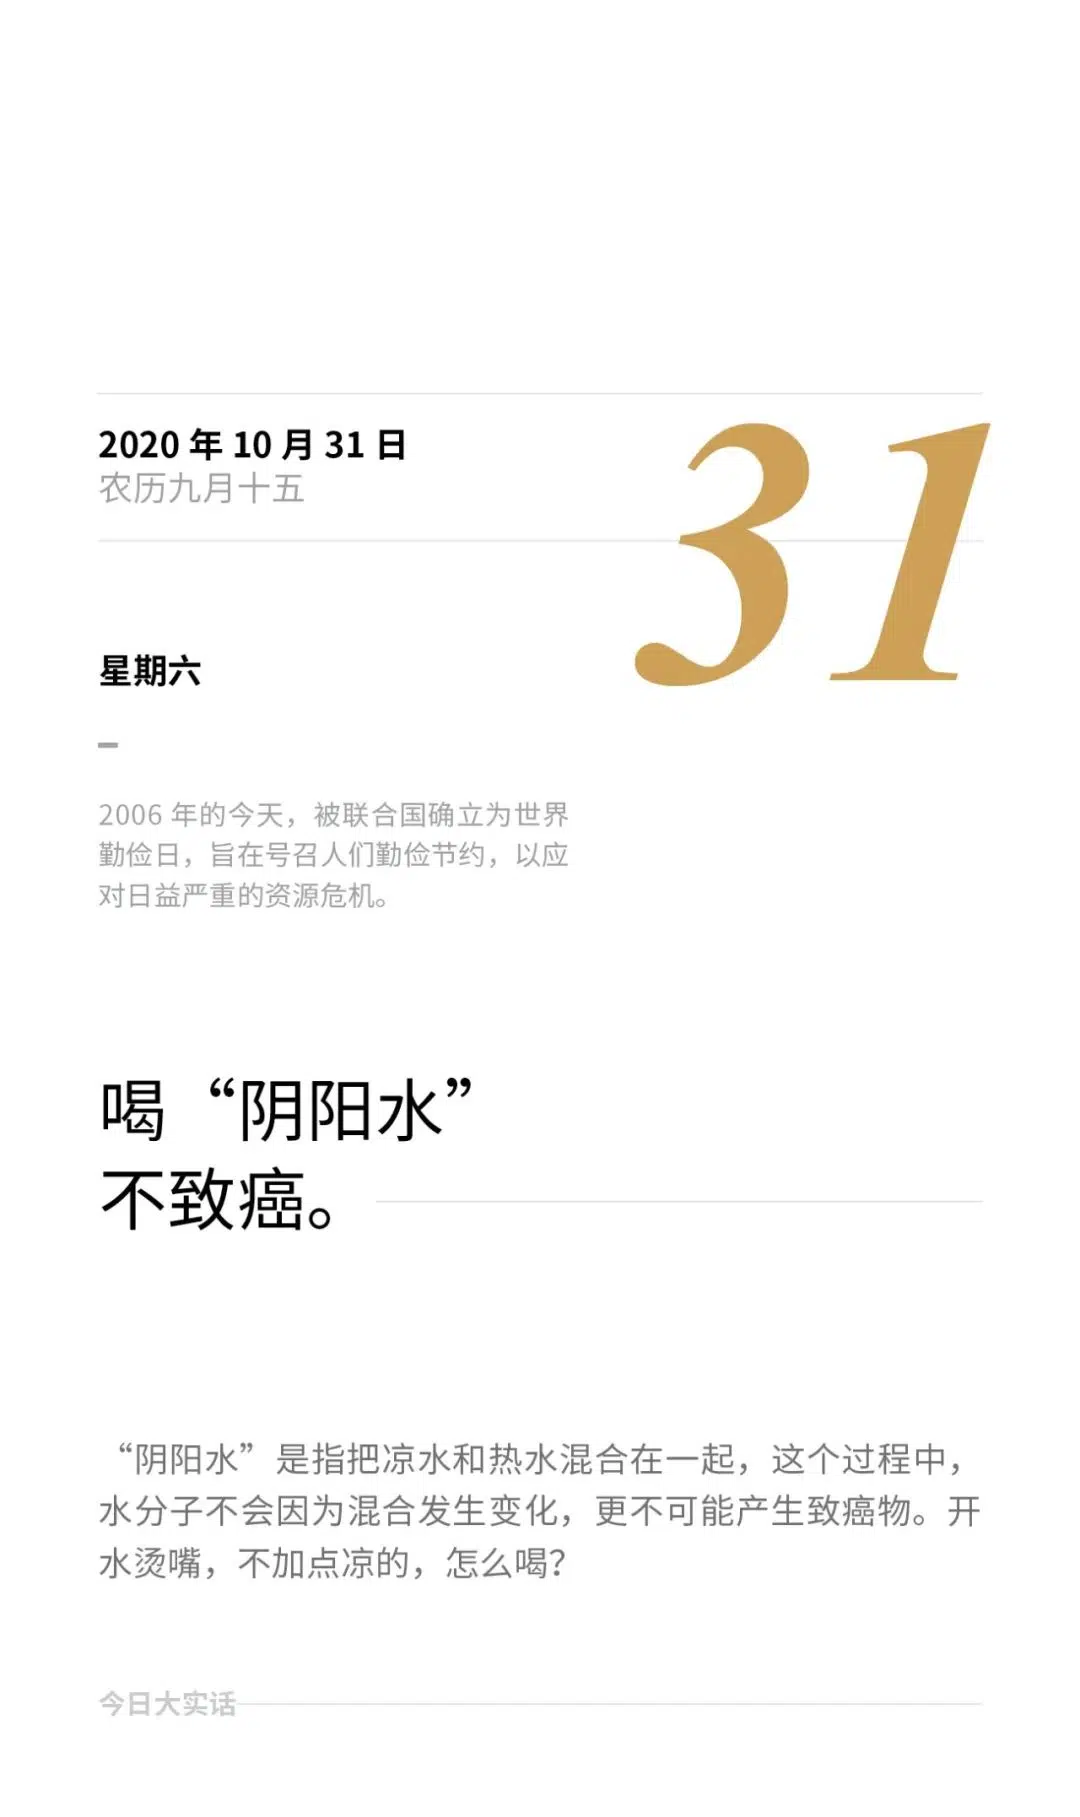 2020 年 10 月 31 日
农历九月十五
31
星期六
2006 年的今天，被联合国确立为世界
勤俭日，旨在号召人们勤俭节约，以应
对日益严重的资源危机。
喝“阴阳水”
不致癌。
“阴阳水”是指把凉水和热水混合在一起，这个过程中，
水分子不会因为混合发生变化，更不可能产生致癌物。开
水烫嘴，不加点凉的，怎么喝？
今日大实话